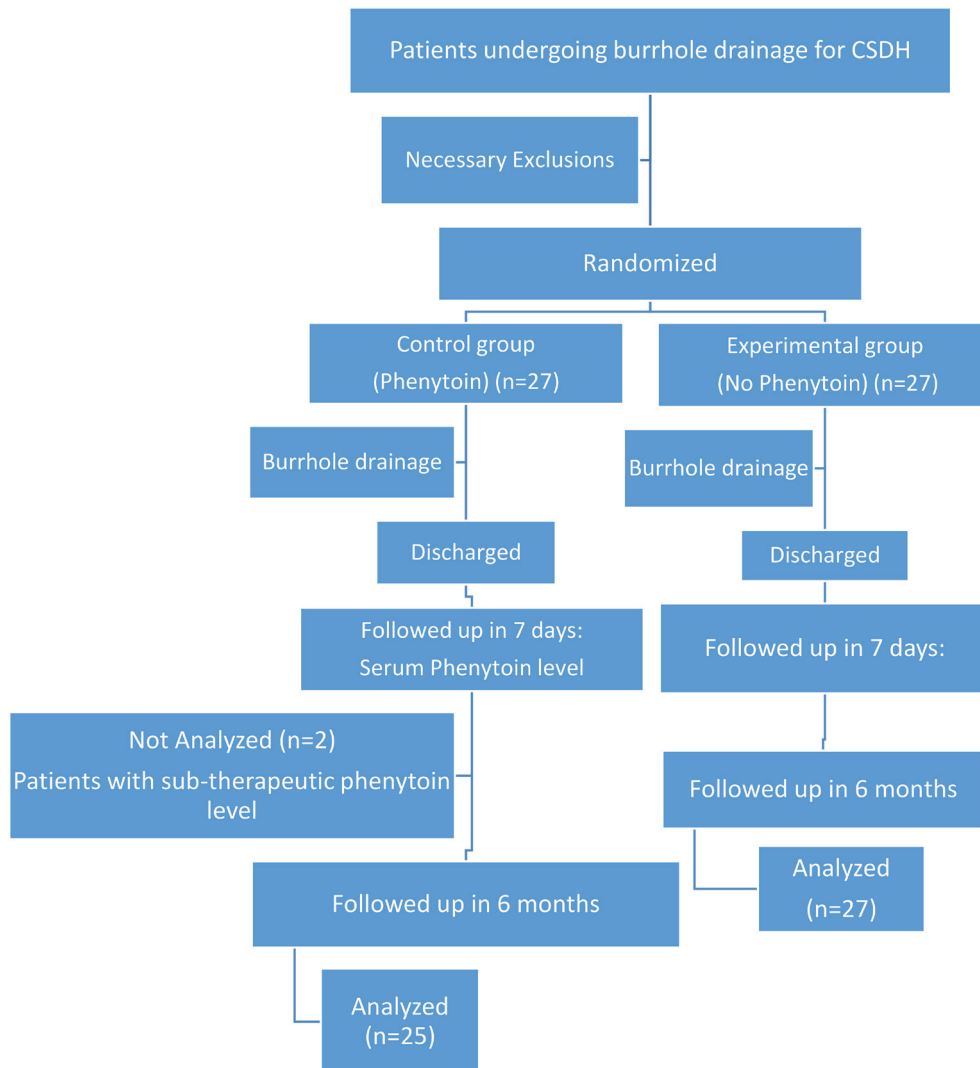 Patients undergoing burrhole drainage for CSDH
Necessary Exclusions
Randomized
Control group
(Phenytoin) (n=27)
Experimental group
(No Phenytoin) (n=27)
Burrhole drainage
Burrhole drainage
Discharged
Discharged
Followed up in 7 days:
Serum Phenytoin level
Followed up in 7 days:
Not Analyzed (n=2)
Patients with sub-therapeutic phenytoin
level
Followed up in 6 months
Followed up in 6 months
Analyzed
(n=27)
Analyzed
(n=25)